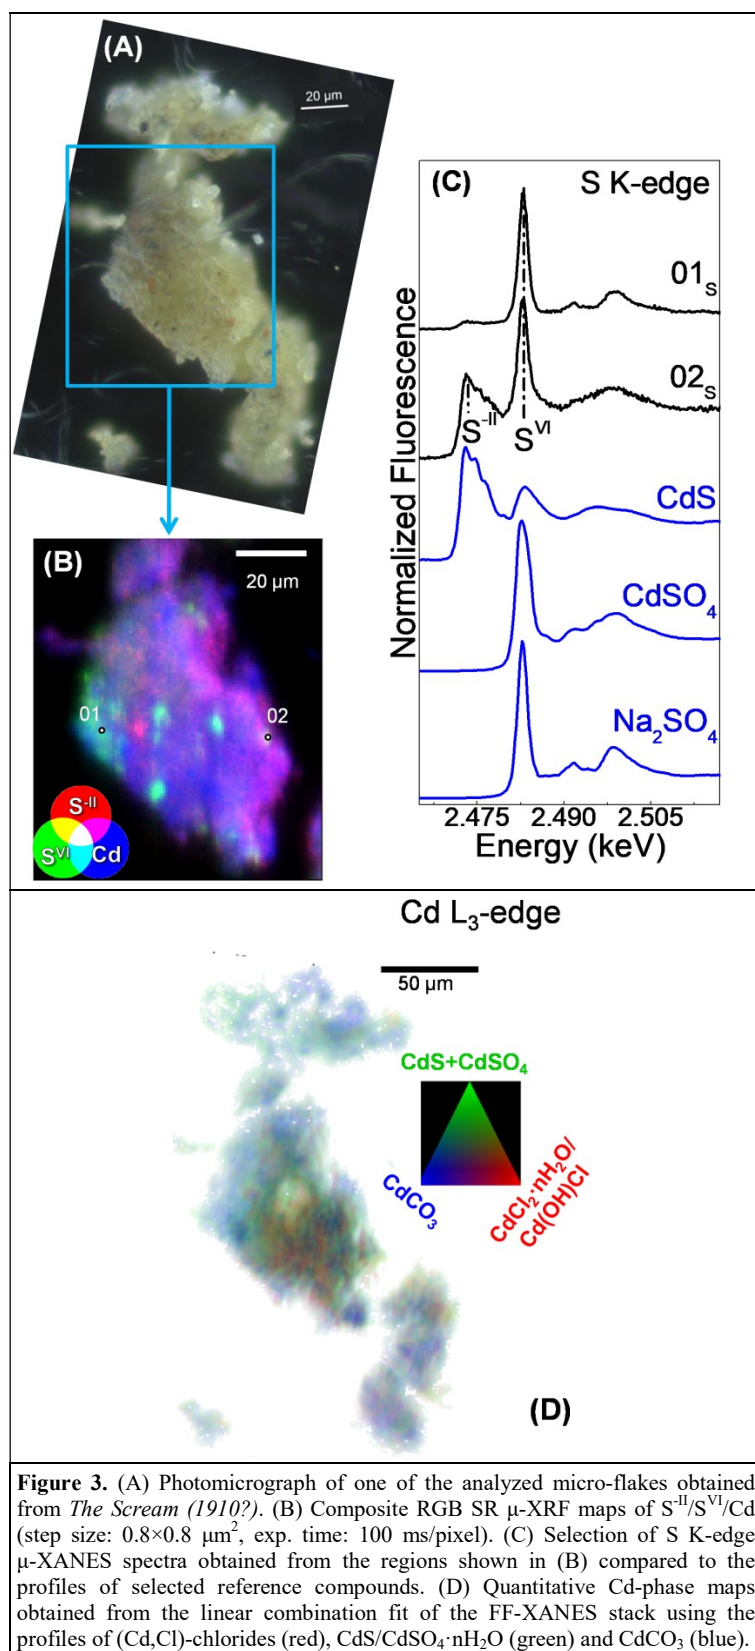 (A)
20 µm
(B)
20 µm
01
02
S-II
SVI
Cd
(C)
S K-edge
01S
02S
S-II
SVI
CdS
CdSO4
Na2SO4
Normalized Fluorescence
2.475 2.490 2.505
Energy (keV)
Cd L3-edge
50 µm
CdS+CdSO4
CdCO3
CdCl2·nH2O/
Cd(OH)Cl
(D)
Figure 3. (A) Photomicrograph of one of the analyzed micro-flakes obtained
from The Scream (1910?). (B) Composite RGB SR µ-XRF maps of S-II/SVI/Cd
(step size: 0.8×0.8 µm2, exp. time: 100 ms/pixel). (C) Selection of S K-edge
µ-XANES spectra obtained from the regions shown in (B) compared to the
profiles of selected reference compounds. (D) Quantitative Cd-phase maps
obtained from the linear combination fit of the FF-XANES stack using the
profiles of (Cd,Cl)-chlorides (red), CdS/CdSO4·nH2O (green) and CdCO3 (blue).